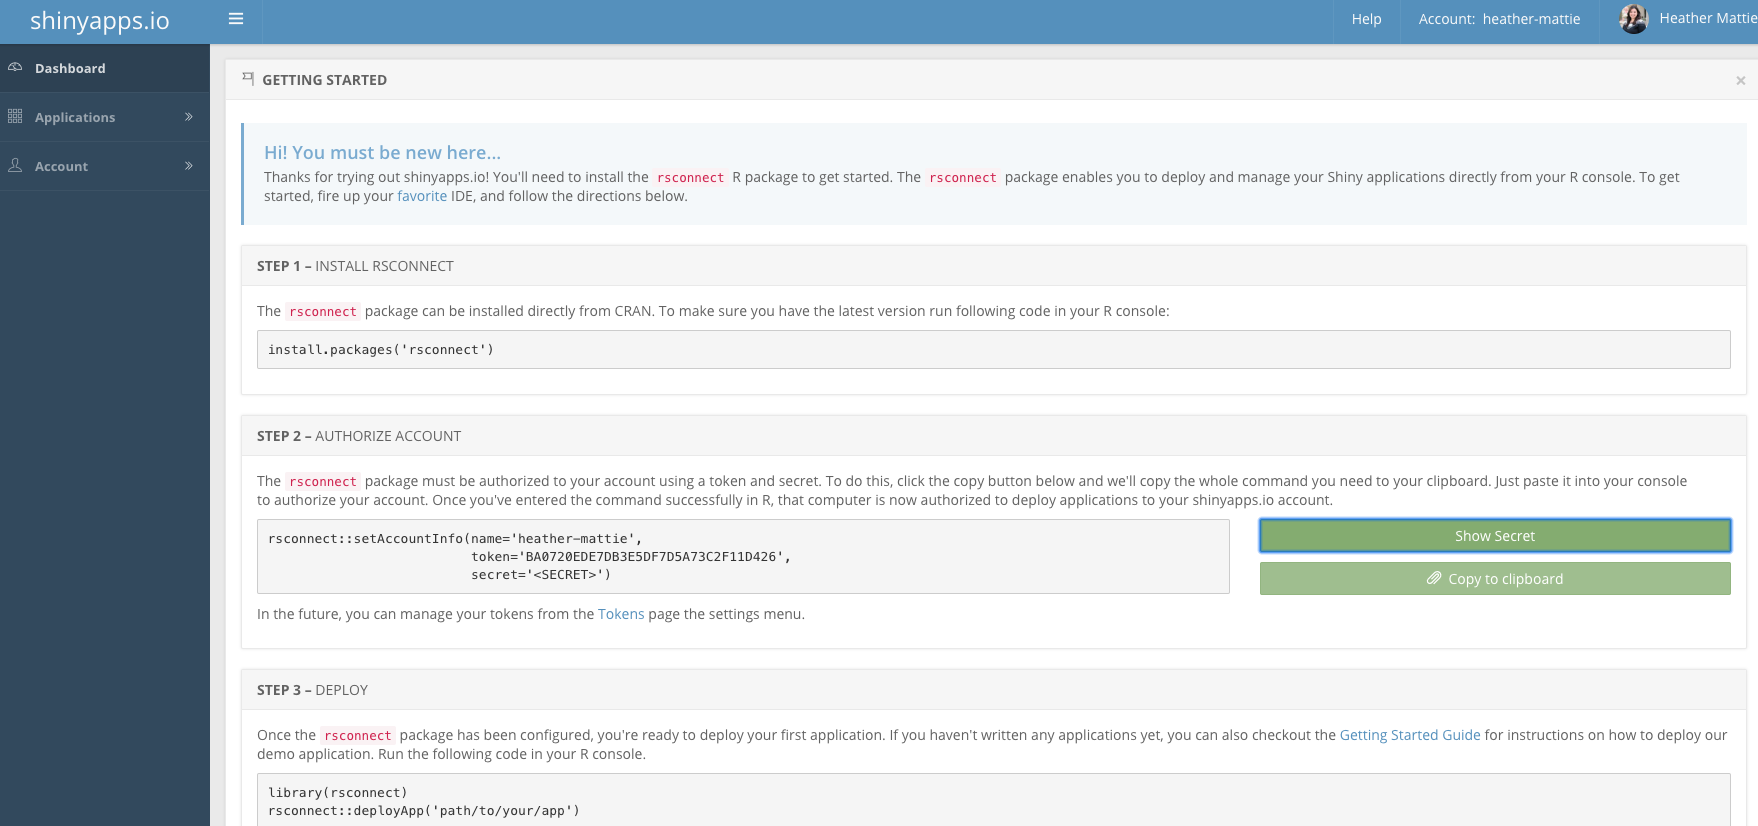 shinyapps.io
Help
Account: heather-mattie
Heather Mattie
Dashboard
Applications
Account
GETTING STARTED
Hi! You must be new here...
Thanks for trying out shinyapps.io! You'll need to install the rsconnect R package to get started. The rsconnect package enables you to deploy and manage your Shiny applications directly from your R console. To get
started, fire up your favorite IDE, and follow the directions below.
STEP 1 – INSTALL RSCONNECT
The rsconnect package can be installed directly from CRAN. To make sure you have the latest version run following code in your R console:
install.packages('rsconnect')
STEP 2 – AUTHORIZE ACCOUNT
The rsconnect package must be authorized to your account using a token and secret. To do this, click the copy button below and we'll copy the whole command you need to your clipboard. Just paste it into your console
to authorize your account. Once you've entered the command successfully in R, that computer is now authorized to deploy applications to your shinyapps.io account.
rsconnect::setAccountInfo(name='heather-mattie',
token='BA0720EDE7DB3E5DF7D5A73C2F11D426',
secret='<SECRET>')
Show Secret
Copy to clipboard
In the future, you can manage your tokens from the Tokens page the settings menu.
STEP 3 – DEPLOY
Once the rsconnect package has been configured, you're ready to deploy your first application. If you haven't written any applications yet, you can also checkout the Getting Started Guide for instructions on how to deploy our
demo application. Run the following code in your R console.
library(rsconnect)
rsconnect::deployApp('path/to/your/app')